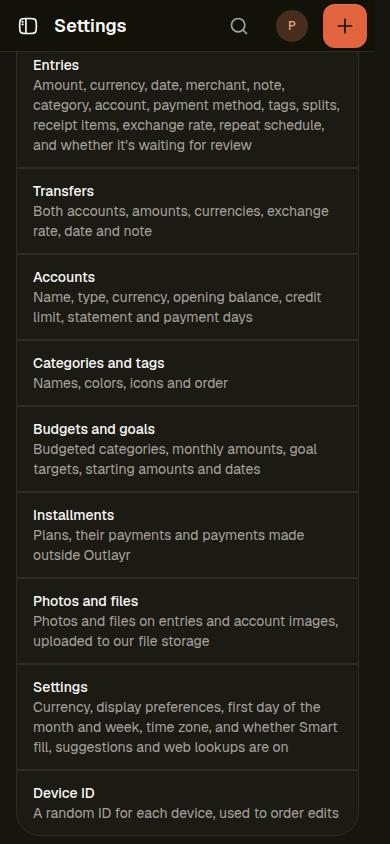 Settings
P
Entries
Amount, currency, date, merchant, note,
category, account, payment method, tags, splits,
receipt items, exchange rate, repeat schedule,
and whether it's waiting for review
Transfers
Both accounts, amounts, currencies, exchange
rate, date and note
Accounts
Name, type, currency, opening balance, credit
limit, statement and payment days
Categories and tags
Names, colors, icons and order
Budgets and goals
Budgeted categories, monthly amounts, goal
targets, starting amounts and dates
Installments
Plans, their payments and payments made
outside Outlayr
Photos and files
Photos and files on entries and account images,
uploaded to our file storage
Settings
Currency, display preferences, first day of the
month and week, time zone, and whether Smart
fill, suggestions and web lookups are on
Device ID
A random ID for each device, used to order edits